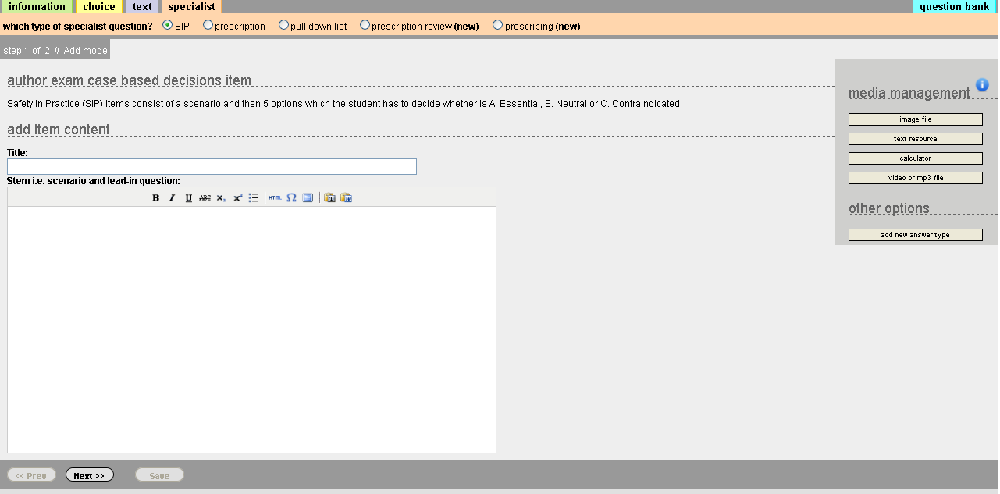 information choice text specialist question bank
which type of specialist question? SIP prescription pull down list prescription review (new) prescribing (new)
step 1 of 2 // Add mode
author exam case based decisions item
Safety In Practice (SIP) items consist of a scenario and then 5 options which the student has to decide whether is A. Essential, B. Neutral or C. Contraindicated.
add item content
Title:
Stem i.e. scenario and lead-in question:
B I U ABC X₂ X² HTML Ω T W
media management
image file
text resource
calculator
video or mp3 file
other options
add new answer type
<< Prev Next >> Save